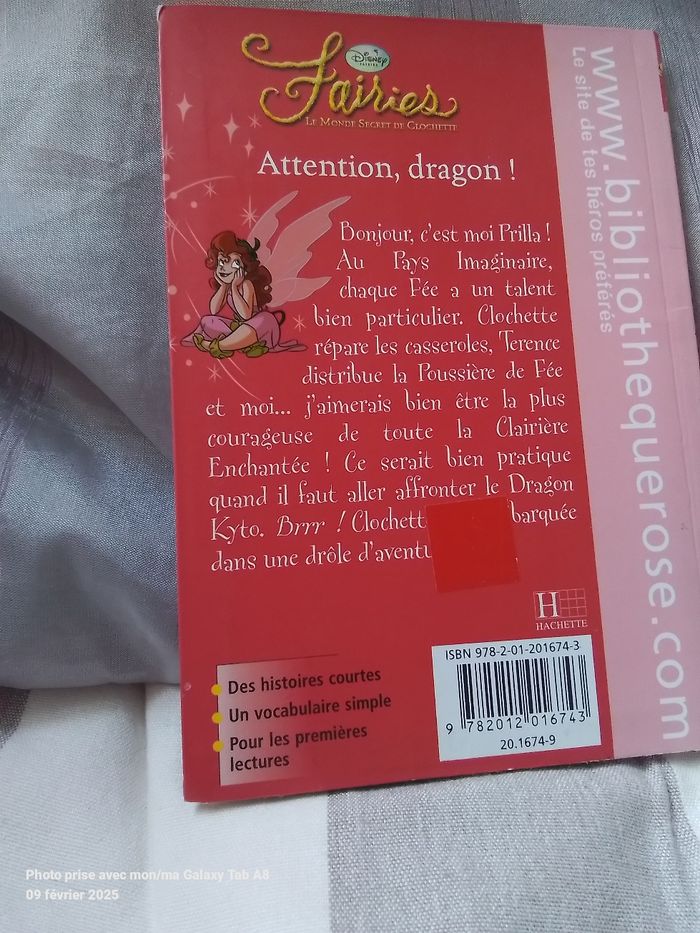 Disney
FAIRIES
Fairies
LE MONDE SECRET DE CLOCHETTE
Attention, dragon !
Bonjour, c'est moi Prilla !
Au Pays Imaginaire,
chaque Fée a un talent
bien particulier. Clochette
répare les casseroles, Terence
distribue la Poussière de Fée
et moi... j'aimerais bien être la plus
courageuse de toute la Clairière
Enchantée ! Ce serait bien pratique
quand il faut aller affronter le Dragon
Kyto. Brrr ! Clochett barquée
dans une drôle d'aventu
H
HACHETTE
ISBN 978-2-01-201674-3
9 782012 016743
20.1674-9
Des histoires courtes
Un vocabulaire simple
Pour les premières
lectures
www.bibliothequerose.com
Le site de tes héros préférés
Photo prise avec mon/ma Galaxy Tab A8
09 février 2025